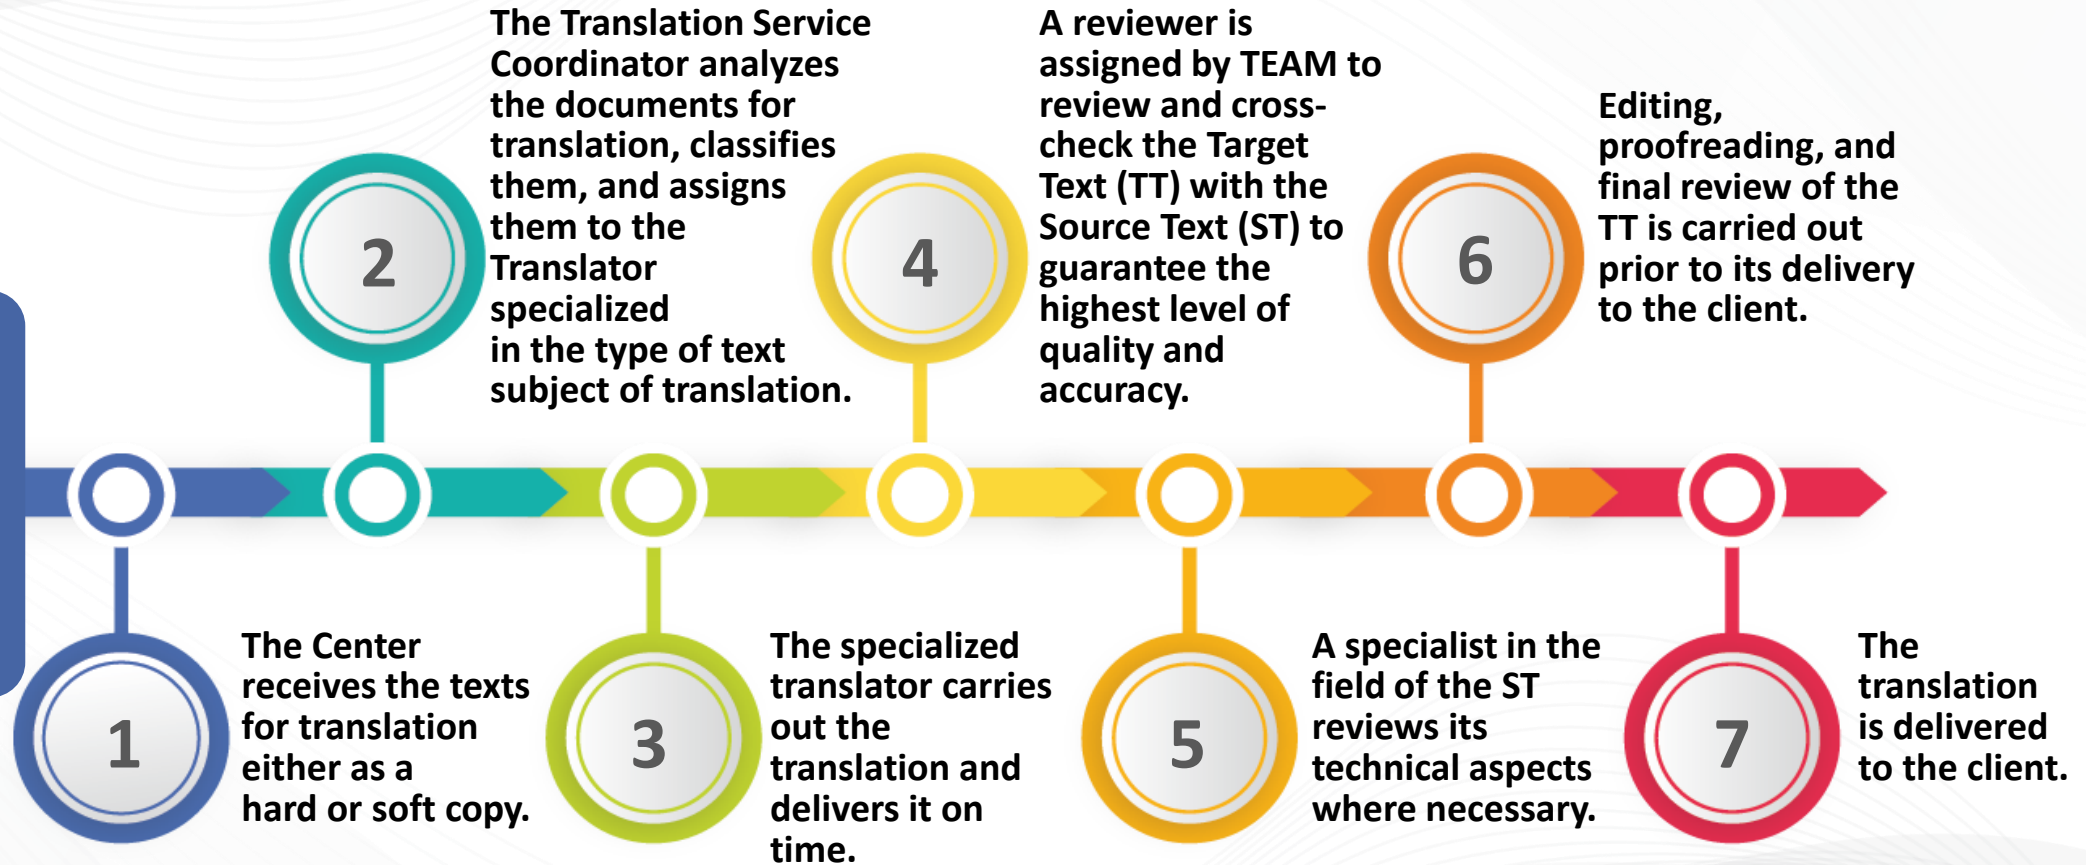 1
The Center
receives the texts
for translation
either as a
hard or soft copy.
2
The Translation Service
Coordinator analyzes
the documents for
translation, classifies
them, and assigns
them to the
Translator
specialized
in the type of text
subject of translation.
3
The specialized
translator carries
out the
translation and
delivers it on
time.
4
A reviewer is
assigned by TEAM to
review and cross-
check the Target
Text (TT) with the
Source Text (ST) to
guarantee the
highest level of
quality and
accuracy.
5
A specialist in the
field of the ST
reviews its
technical aspects
where necessary.
6
Editing,
proofreading, and
final review of the
TT is carried out
prior to its delivery
to the client.
7
The
translation
is delivered
to the client.